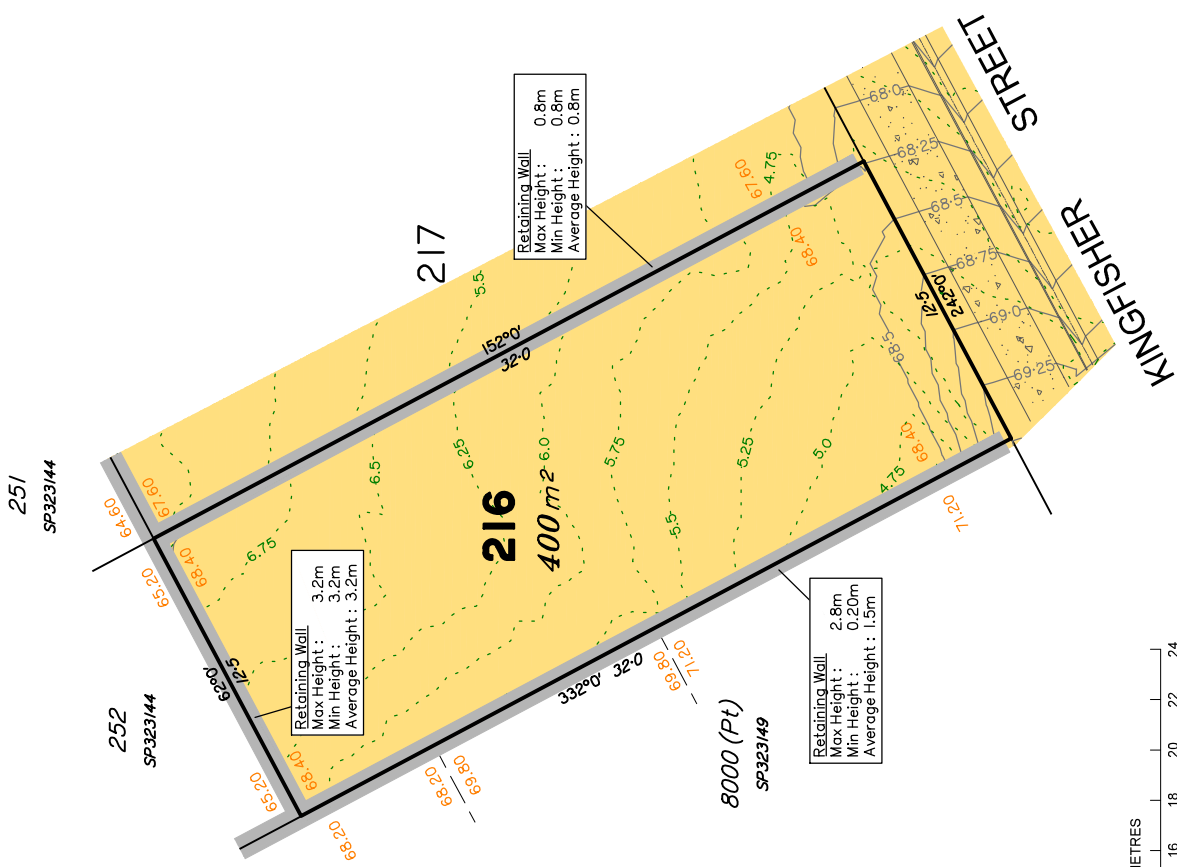 251
SP323144
64.60
67.60
65.20
68.40
6.75
62°0'
12·5
252
SP323144
65.20
68.40
68.20
Retaining Wall
Max Height : 3.2m
Min Height : 3.2m
Average Height : 3.2m
217
Retaining Wall
Max Height : 0.8m
Min Height : 0.8m
Average Height : 0.8m
5.5
152°0'
32·0
6.5
6.25
6.0
5.75
5.5
5.25
5.0
4.75
216
400 m²
67.60
4.75
68.40
68·0
68·25
68·5
68·75
69·0
69·25
68·5
12·5
242°0'
68.40
71.20
STREET
KINGFISHER
332°0'
32·0
69.80
71.20
68.20
69.80
8000 (Pt)
SP323149
Retaining Wall
Max Height : 2.8m
Min Height : 0.20m
Average Height : 1.5m
16
18
20
22
24